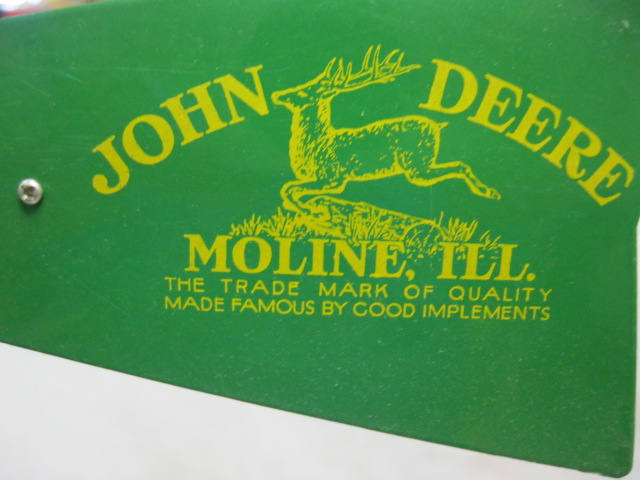 JOHN DEERE
MOLINE, ILL.
THE TRADE MARK OF QUALITY
MADE FAMOUS BY GOOD IMPLEMENTS